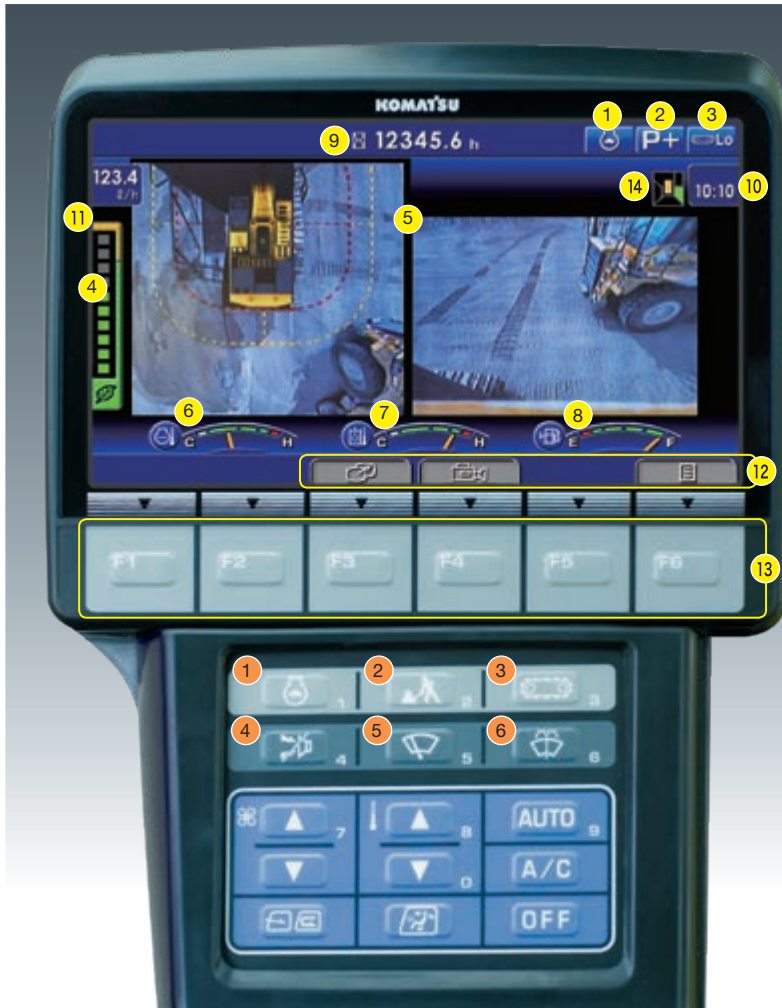 KOMATSU
1 2 3
9 12345.6 h P+ Lo
123.4
ℓ/h
14 10:10 10
11 5
4
6 7 8
C H C H E F
12
F1 F2 F3 F4 F5 F6
13
1 2 3
1 2 3
4 5 6
4 5 6
7 8 AUTO 9
0 A/C
OFF